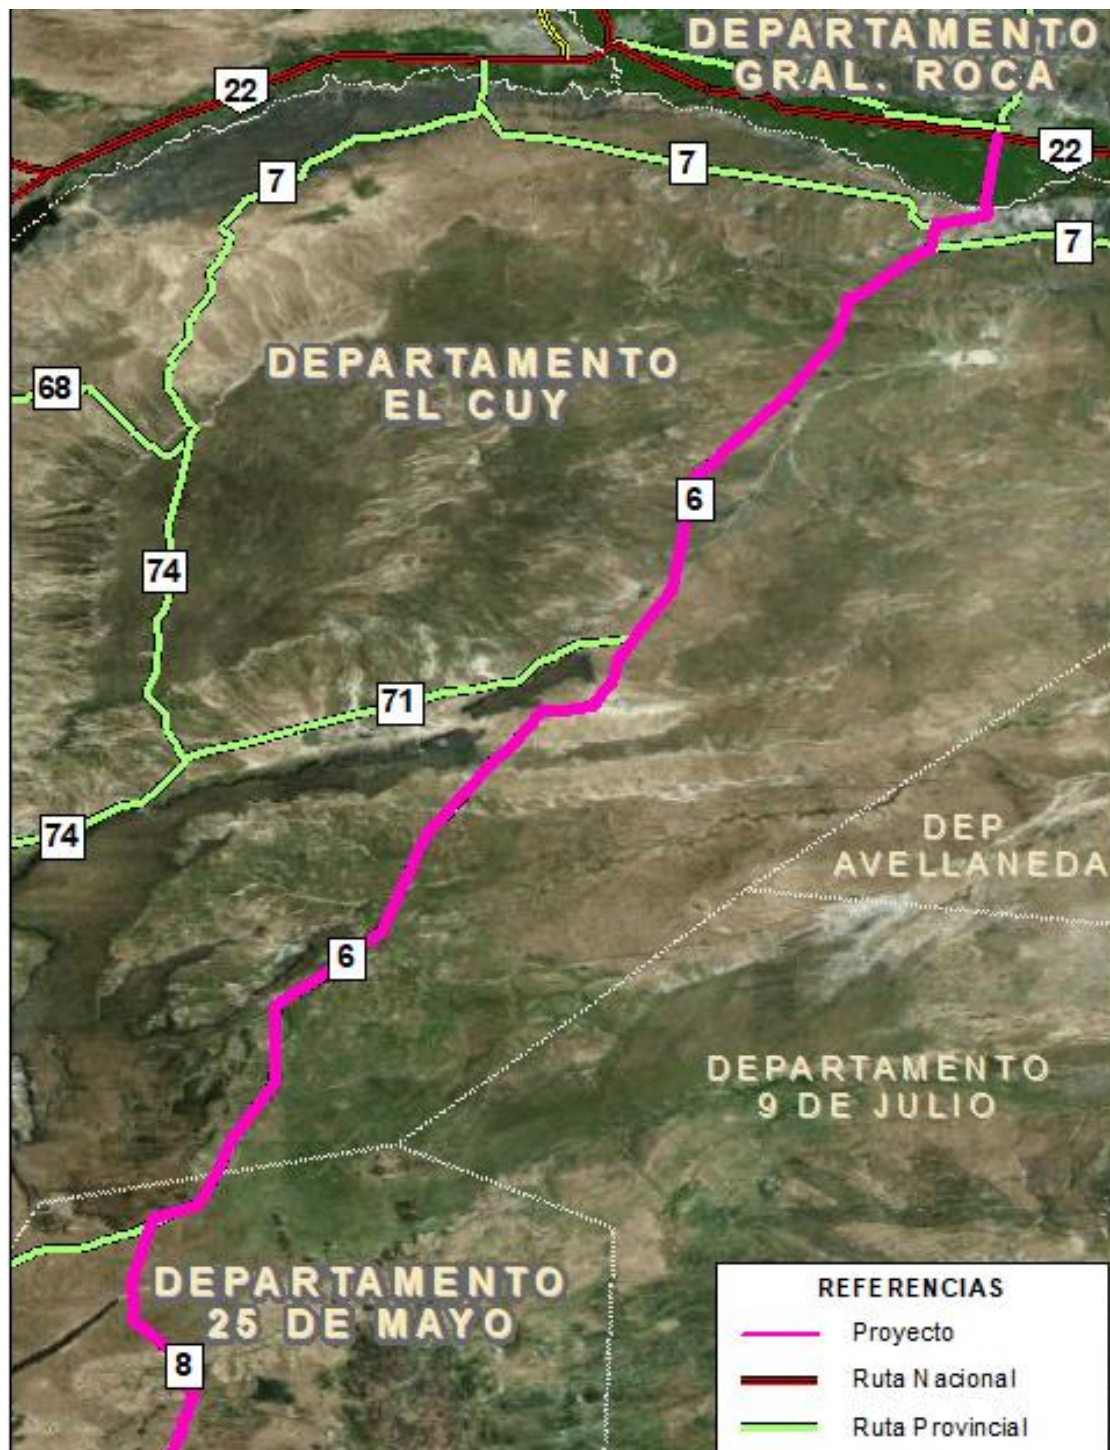 DEPARTAMENTO
GRAL. ROCA
22
22
7
7
7
DEPARTAMENTO
EL CUY
68
6
74
71
74
DEP
AVELLANEDA
6
DEPARTAMENTO
9 DE JULIO
DEPARTAMENTO
25 DE MAYO
8
REFERENCIAS
Proyecto
Ruta Nacional
Ruta Provincial